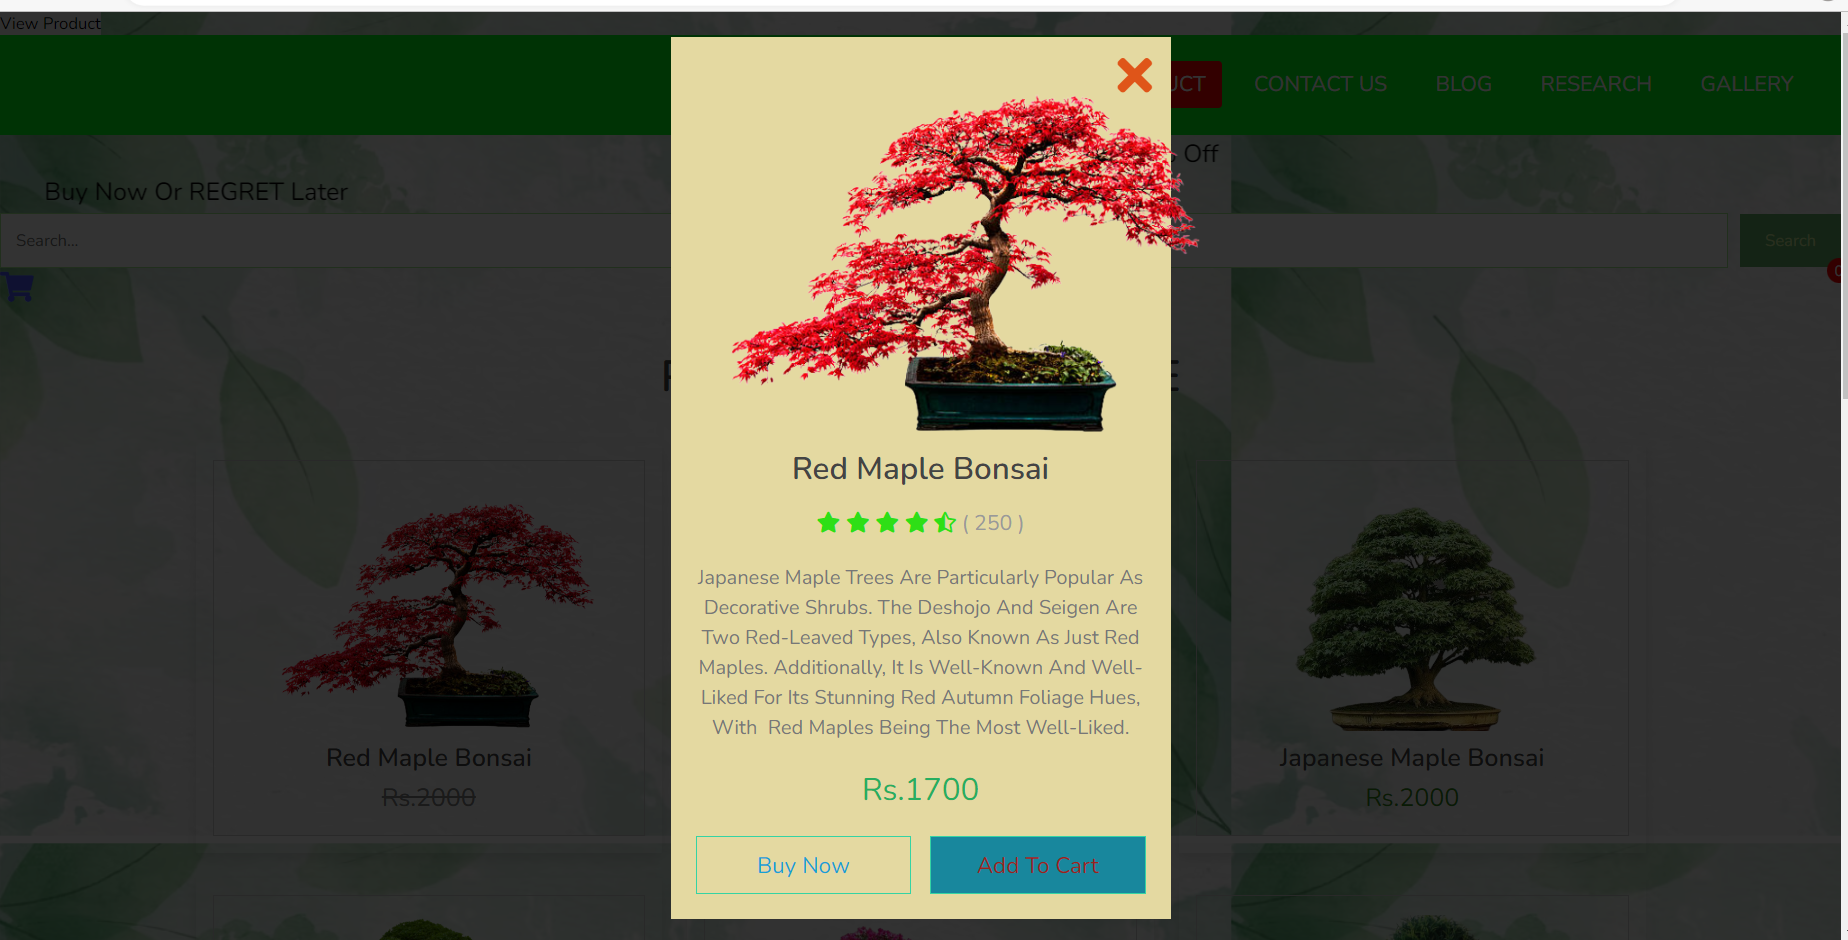 View Product
UCT CONTACT US BLOG RESEARCH GALLERY
Off
Buy Now Or REGRET Later
Search... Search
Red Maple Bonsai
( 250 )
Japanese Maple Trees Are Particularly Popular As
Decorative Shrubs. The Deshojo And Seigen Are
Two Red-Leaved Types, Also Known As Just Red
Maples. Additionally, It Is Well-Known And Well-
Liked For Its Stunning Red Autumn Foliage Hues,
With Red Maples Being The Most Well-Liked.
Rs.1700
Buy Now Add To Cart
Red Maple Bonsai
Rs.2000
Japanese Maple Bonsai
Rs.2000